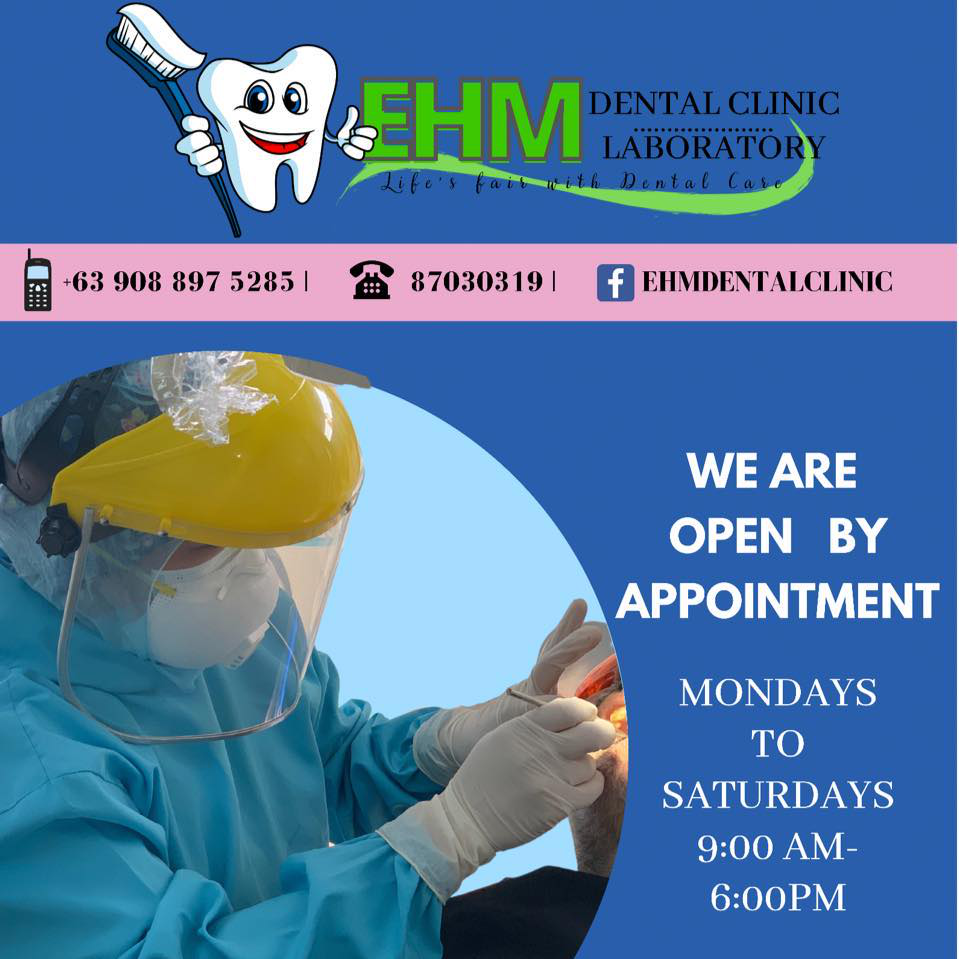 EHM DENTAL CLINIC
LABORATORY
Life's fair with Dental Care
+63 908 897 5285 |
87030319 |
f EHMDENTALCLINIC
WE ARE
OPEN BY
APPOINTMENT
MONDAYS
TO
SATURDAYS
9:00 AM-
6:00PM